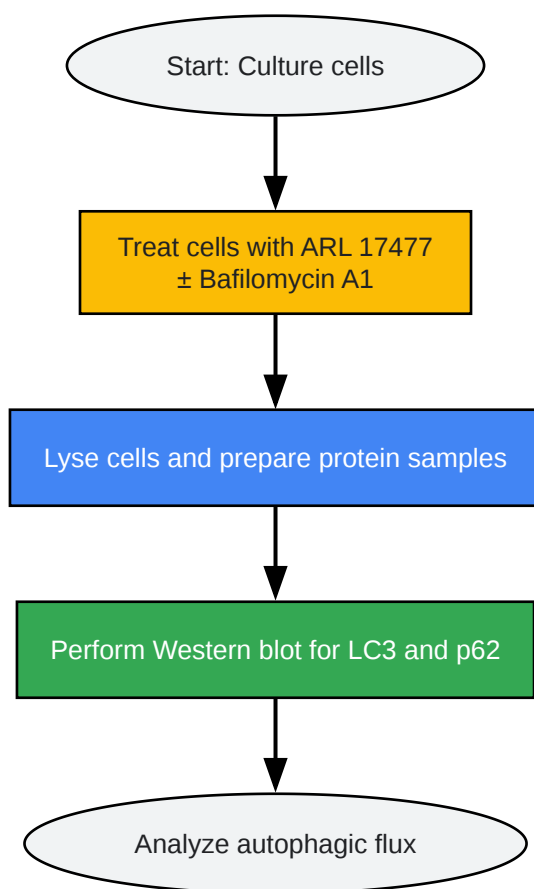 Start: Culture cells
Treat cells with ARL 17477
± Bafilomycin A1
Lyse cells and prepare protein samples
Perform Western blot for LC3 and p62
Analyze autophagic flux